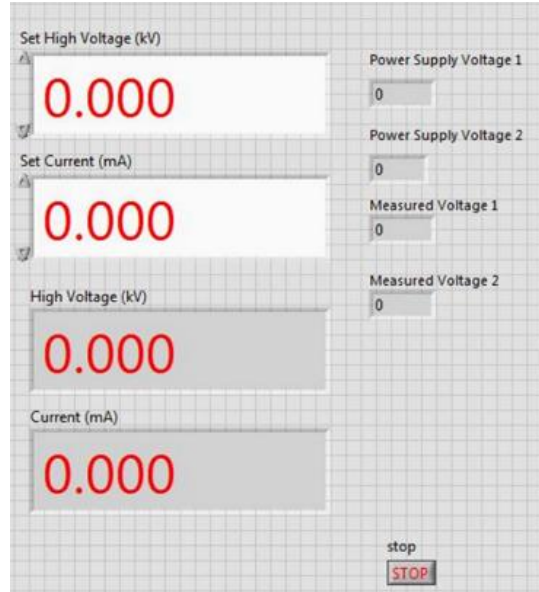 Set High Voltage (kV)
0.000
Set Current (mA)
0.000
High Voltage (kV)
0.000
Current (mA)
0.000
Power Supply Voltage 1
0
Power Supply Voltage 2
0
Measured Voltage 1
0
Measured Voltage 2
0
stop
STOP